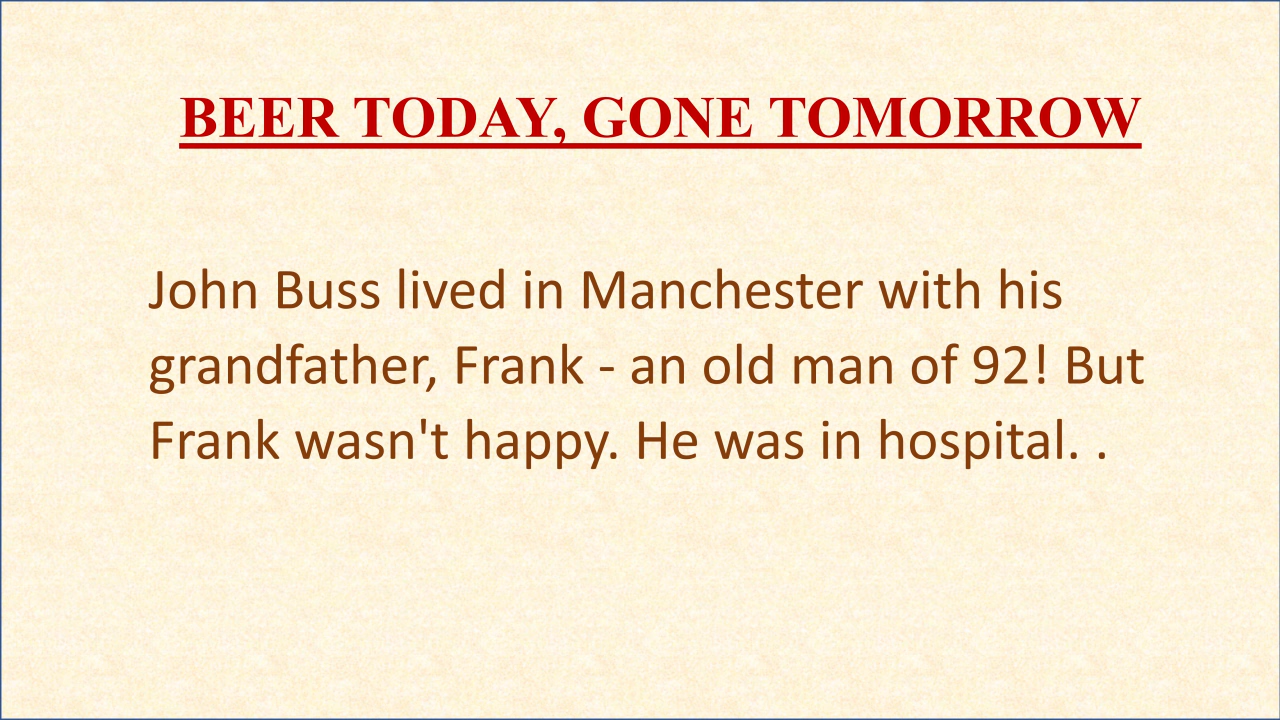 BEER TODAY, GONE TOMORROW
John Buss lived in Manchester with his
grandfather, Frank - an old man of 92! But
Frank wasn't happy. He was in hospital. .